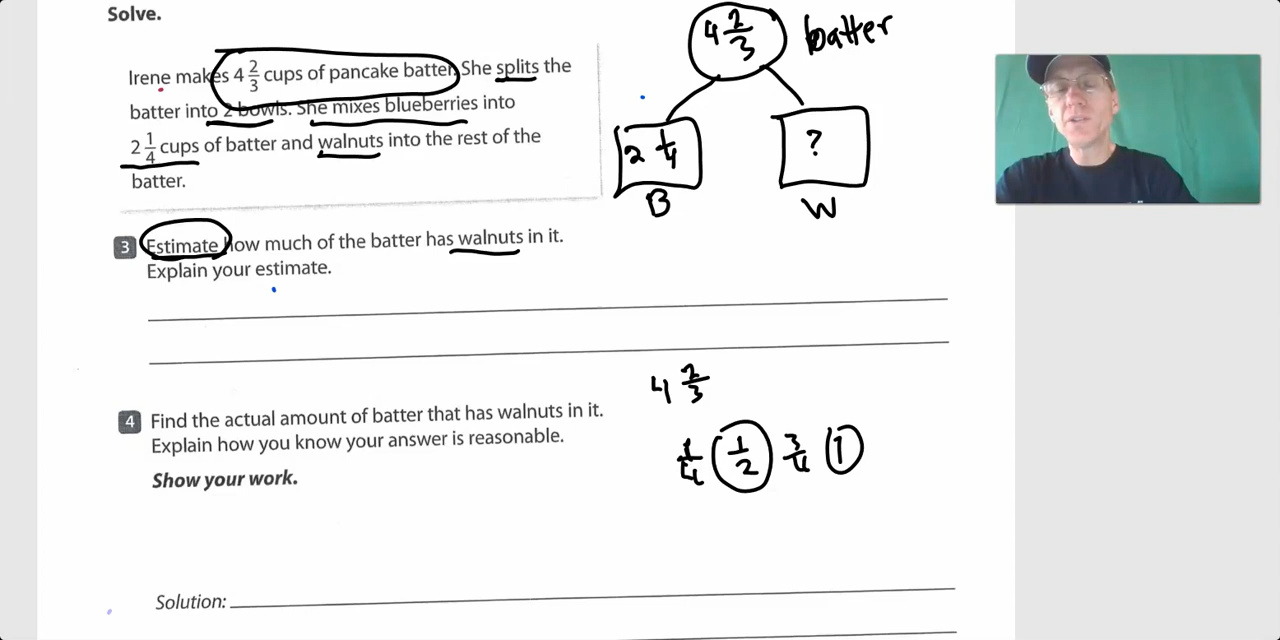 Solve.
Irene makes 4 2/3 cups of pancake batter. She splits the
batter into 2 bowls. She mixes blueberries into
2 1/4 cups of batter and walnuts into the rest of the
batter.
4 2/3 batter
2 1/4 ?
B W
3 Estimate how much of the batter has walnuts in it.
Explain your estimate.
4 2/3
4 Find the actual amount of batter that has walnuts in it.
Explain how you know your answer is reasonable.
1/4 1/2 3/4 1
Show your work.
Solution: